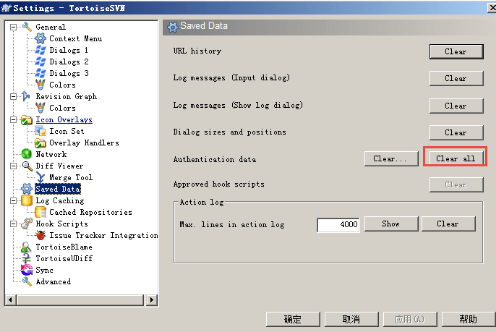 Settings - TortoiseSVN
General
Context Menu
Dialogs 1
Dialogs 2
Dialogs 3
Colors
Revision Graph
Colors
Icon Overlays
Icon Set
Overlay Handlers
Network
Diff Viewer
Merge Tool
Saved Data
Log Caching
Cached Repositories
Hook Scripts
Issue Tracker Integration
TortoiseBlame
TortoiseUDiff
Sync
Advanced
Saved Data
URL history Clear
Log messages (Input dialog) Clear
Log messages (Show log dialog) Clear
Dialog sizes and positions Clear
Authentication data Clear... Clear all
Approved hook scripts Clear
Action log
Max. lines in action log 4000 Show Clear
确定 取消 应用(A) 帮助